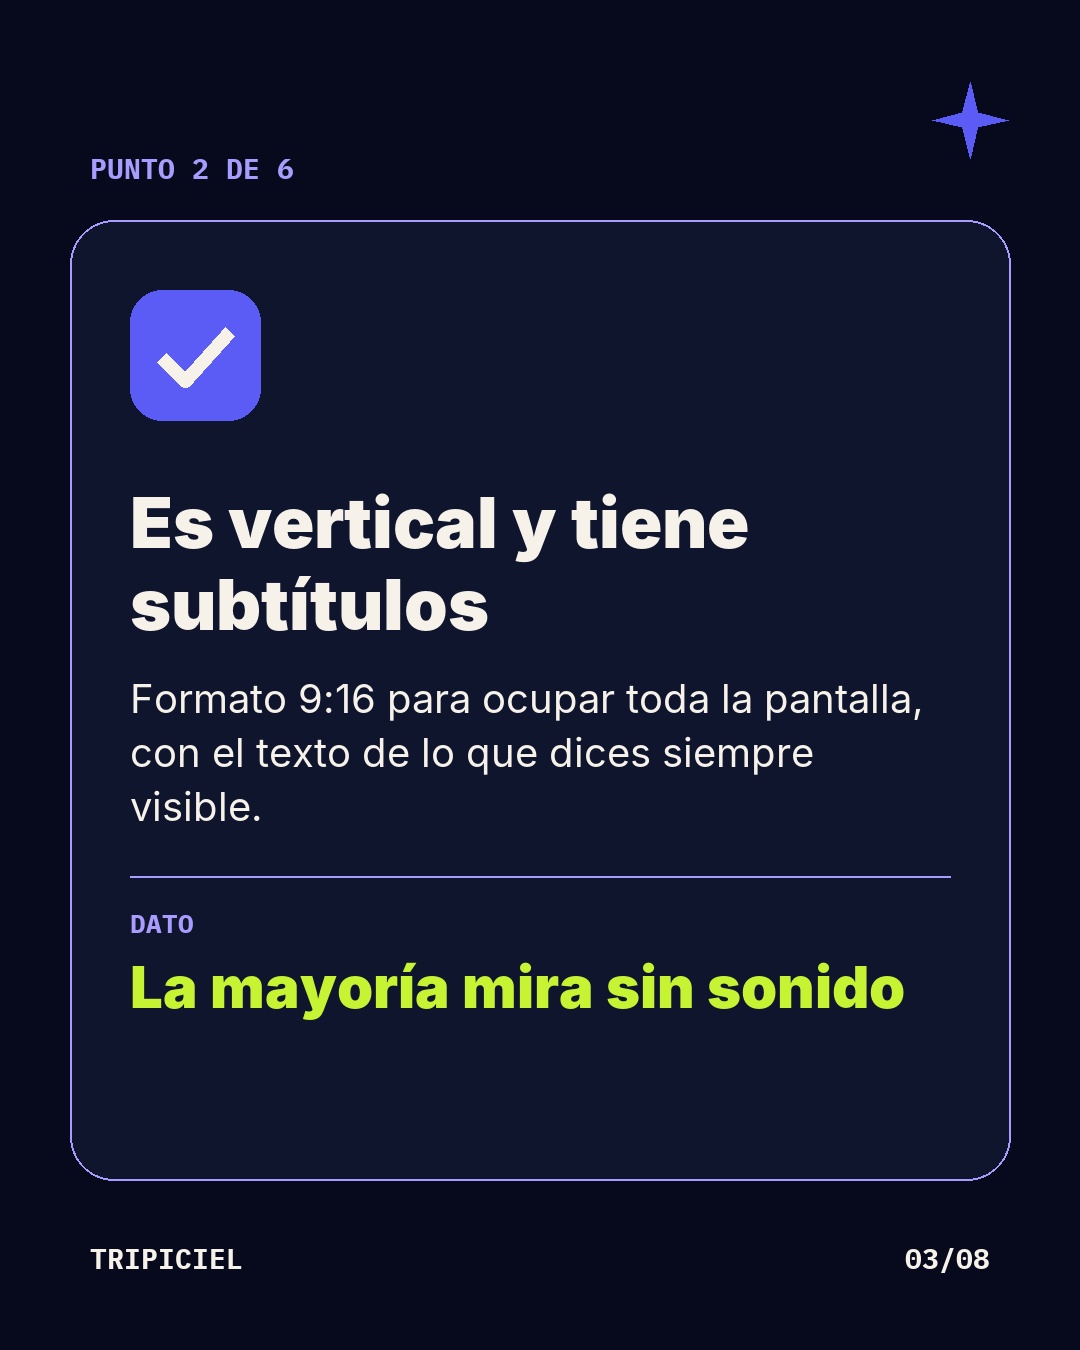 PUNTO 2 DE 6
Es vertical y tiene
subtítulos
Formato 9:16 para ocupar toda la pantalla,
con el texto de lo que dices siempre
visible.
DATO
La mayoría mira sin sonido
TRIPICIEL
03/08